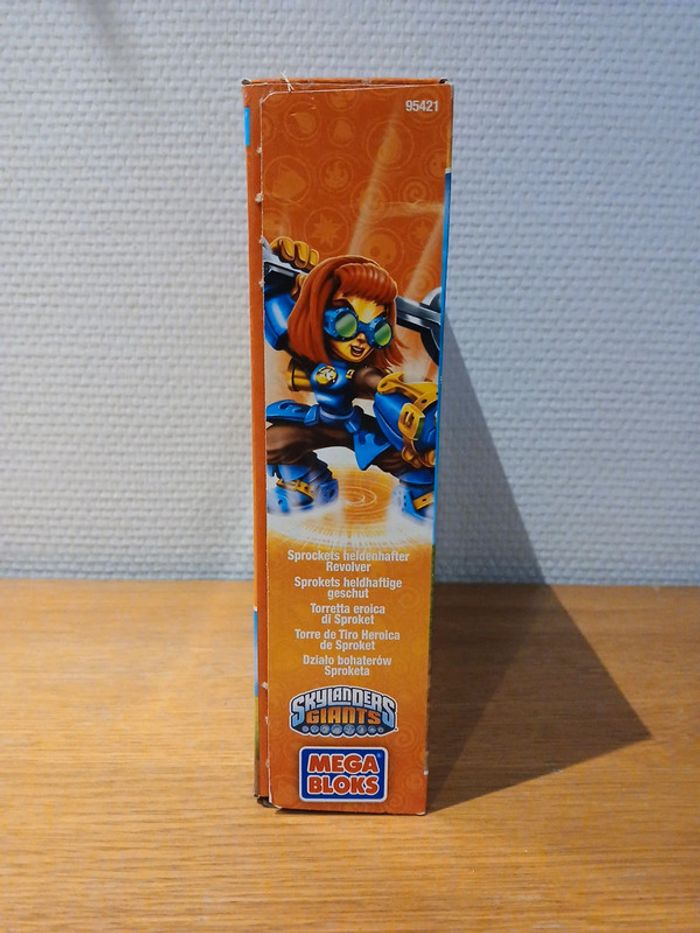 95421
Sprockets heldenhafter
Revolver
Sprokets heldhaftige
geschut
Torretta eroica
di Sproket
Torre de Tiro Heroica
de Sproket
Działo bohaterów
Sproketa
SKYLANDERS
GIANTS
MEGA
BLOKS